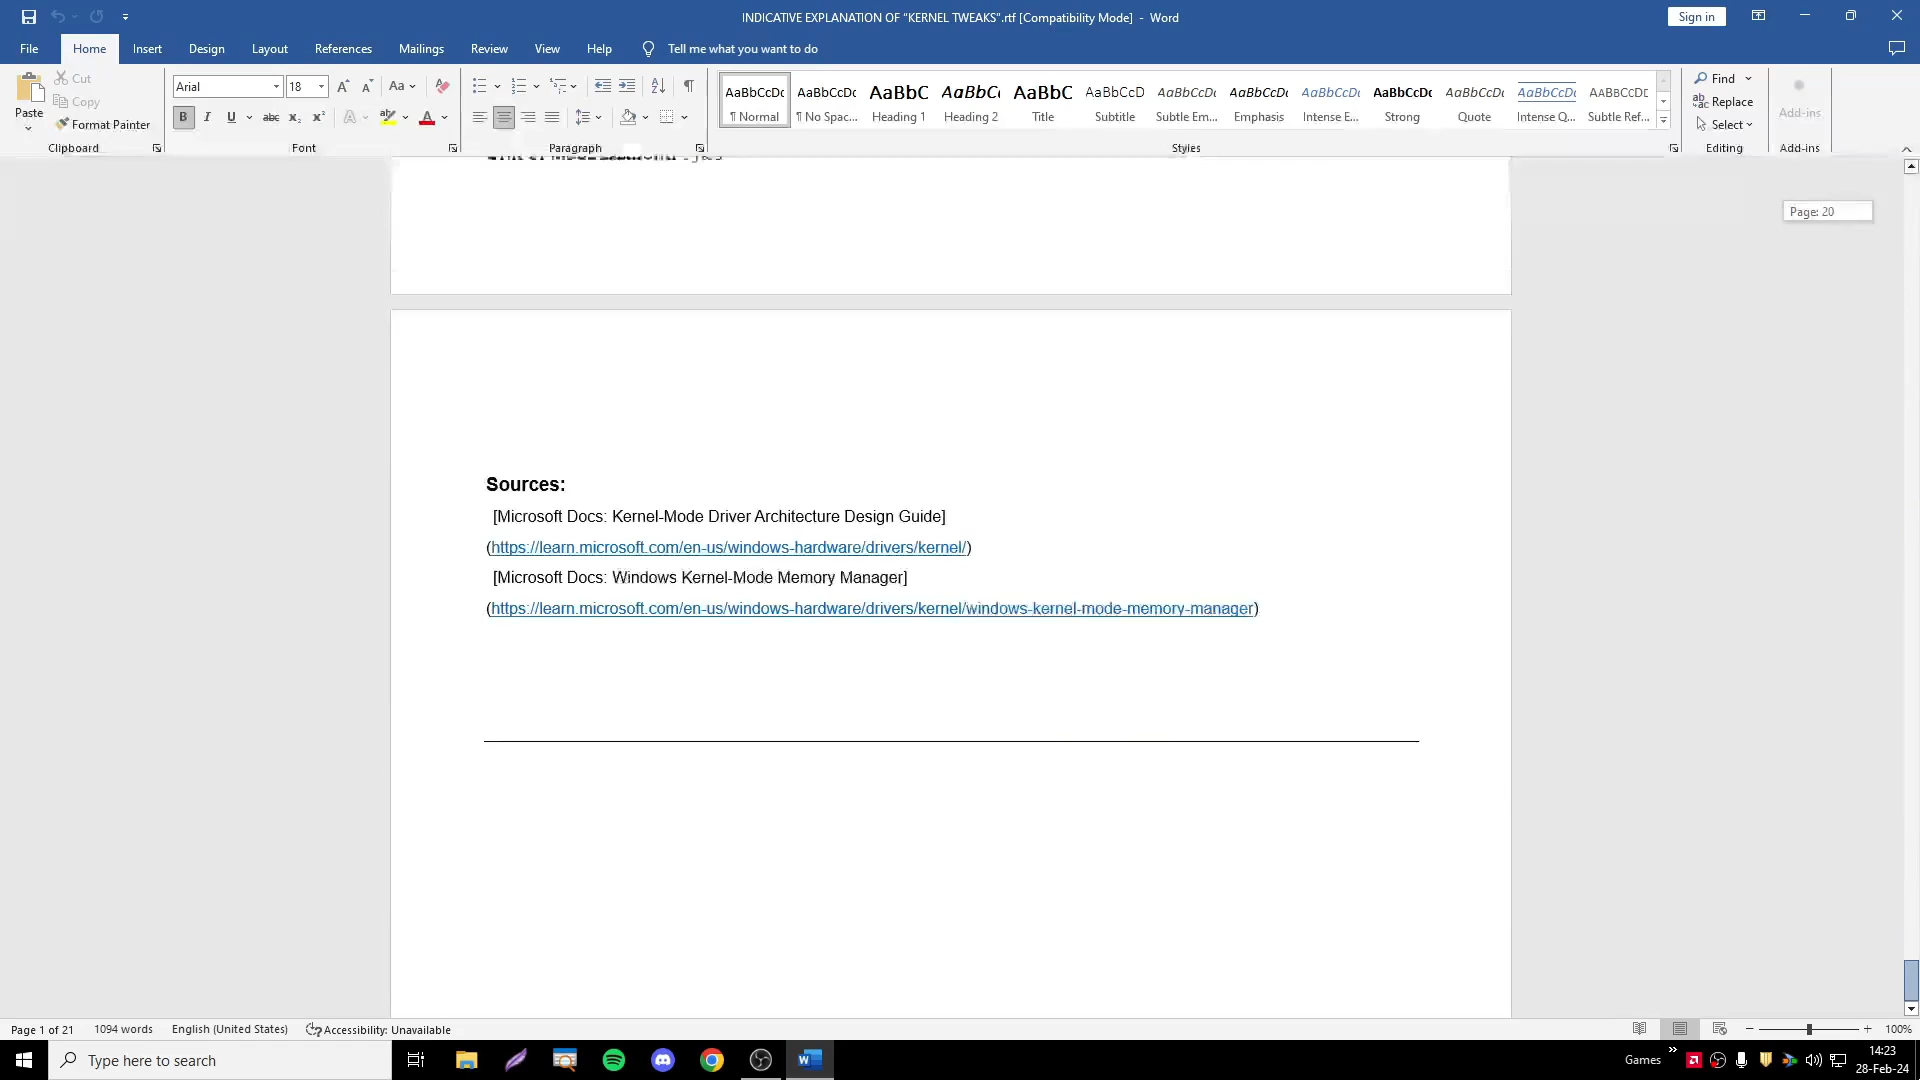 INDICATIVE EXPLANATION OF "KERNEL TWEAKS".rtf [Compatibility Mode] - Word
Sign in
File Home Insert Design Layout References Mailings Review View Help Tell me what you want to do
Paste
Cut
Copy
Format Painter
Clipboard
Arial 18
Font
Paragraph
AaBbCcDc AaBbCcDc AaBbC AaBbCc AaBbC AaBbCcD AaBbCcDc AaBbCcDc AaBbCcDc AaBbCcDc AaBbCcDc AaBbCcDc AABBCCDE
¶ Normal ¶ No Spac... Heading 1 Heading 2 Title Subtitle Subtle Em... Emphasis Intense E... Strong Quote Intense Q... Subtle Ref...
Styles
Find
Replace
Select
Editing
Add-ins
Add-ins
Page: 20
Sources:
[Microsoft Docs: Kernel-Mode Driver Architecture Design Guide]
(https://learn.microsoft.com/en-us/windows-hardware/drivers/kernel/)
[Microsoft Docs: Windows Kernel-Mode Memory Manager]
(https://learn.microsoft.com/en-us/windows-hardware/drivers/kernel/windows-kernel-mode-memory-manager)
Page 1 of 21 1094 words English (United States) Accessibility: Unavailable 100%
Type here to search
Games
14:23
28-Feb-24